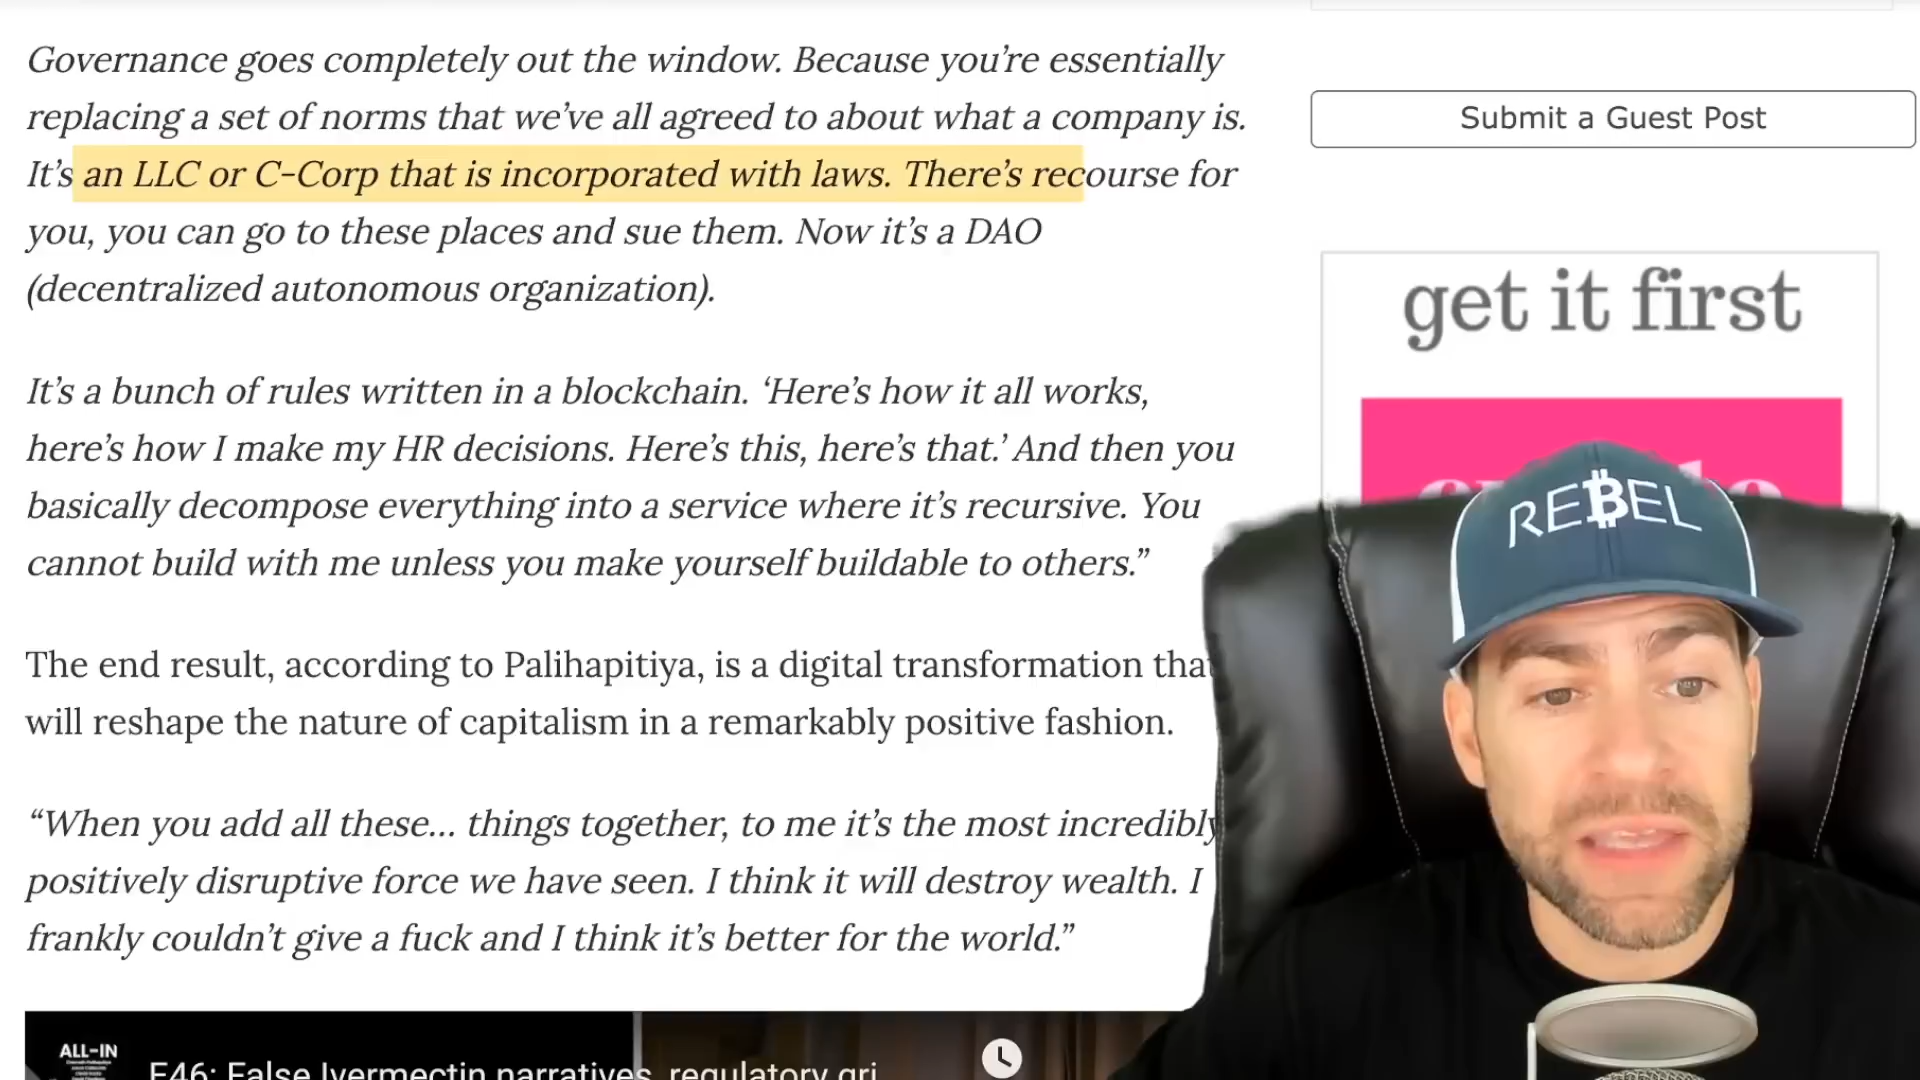 Governance goes completely out the window. Because you're essentially
replacing a set of norms that we've all agreed to about what a company is.
It's an LLC or C-Corp that is incorporated with laws. There's recourse for
you, you can go to these places and sue them. Now it's a DAO
(decentralized autonomous organization).
It's a bunch of rules written in a blockchain. ‘Here's how it all works,
here's how I make my HR decisions. Here's this, here's that.’ And then you
basically decompose everything into a service where it's recursive. You
cannot build with me unless you make yourself buildable to others.”
The end result, according to Palihapitiya, is a digital transformation that
will reshape the nature of capitalism in a remarkably positive fashion.
“When you add all these… things together, to me it's the most incredibly
positively disruptive force we have seen. I think it will destroy wealth. I
frankly couldn't give a fuck and I think it's better for the world.”
ALL-IN
E46: False Ivermectin narratives, regulatory gri
Submit a Guest Post
get it first
REBEL